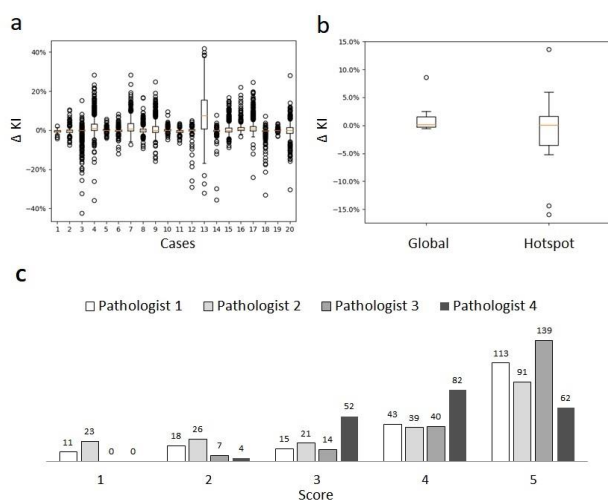 a
40%
20%
0%
−20%
−40%
Δ KI
1 2 3 4 5 6 7 8 9 10 11 12 13 14 15 16 17 18 19 20
Cases
b
15.0%
10.0%
5.0%
0.0%
−5.0%
−10.0%
−15.0%
Δ KI
Global Hotspot
c
Pathologist 1 Pathologist 2 Pathologist 3 Pathologist 4
11 23 0 0 18 26 7 4 15 21 14 52 43 39 40 82 113 91 139 62
1 2 3 4 5
Score